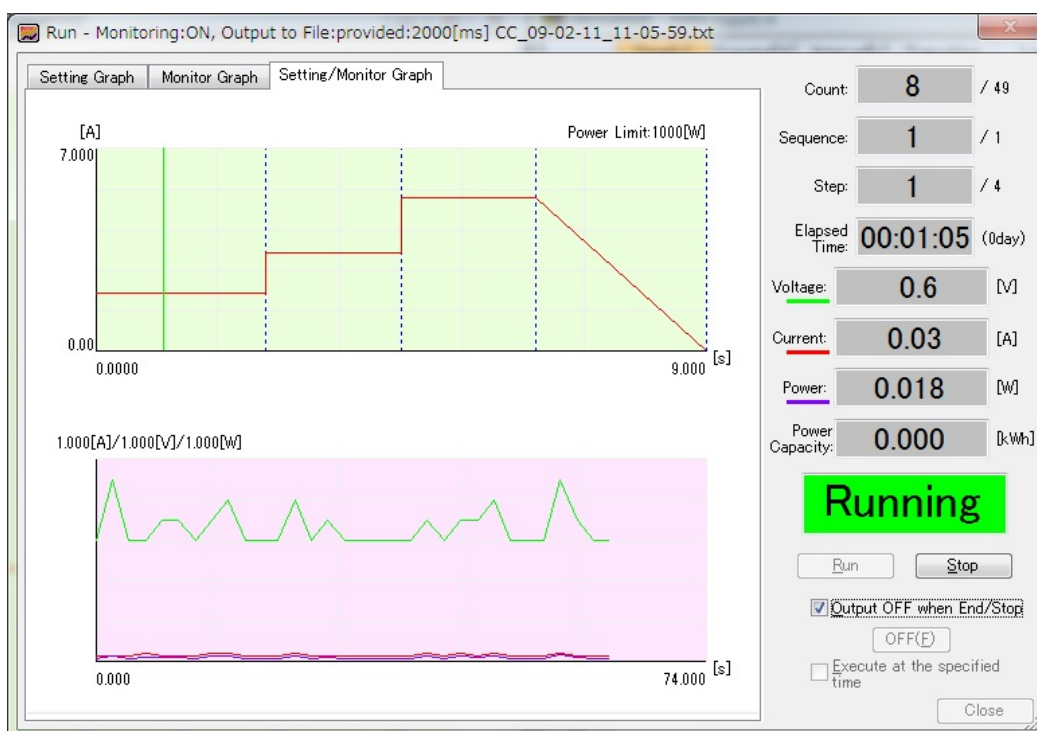 Run - Monitoring:ON, Output to File:provided:2000[ms] CC_09-02-11_11-05-59.txt
Setting Graph
Monitor Graph
Setting/Monitor Graph
[A]
Power Limit:1000[W]
7.000
0.00
0.0000
9.000
[s]
1.000[A]/1.000[V]/1.000[W]
0.000
74.000
[s]
Count:
8
/ 49
Sequence:
1
/ 1
Step:
1
/ 4
Elapsed
Time:
00:01:05
(0day)
Voltage:
0.6
[V]
Current:
0.03
[A]
Power:
0.018
[W]
Power
Capacity:
0.000
[kWh]
Running
Run
Stop
Output OFF when End/Stop
OFF(F)
Execute at the specified
time
Close